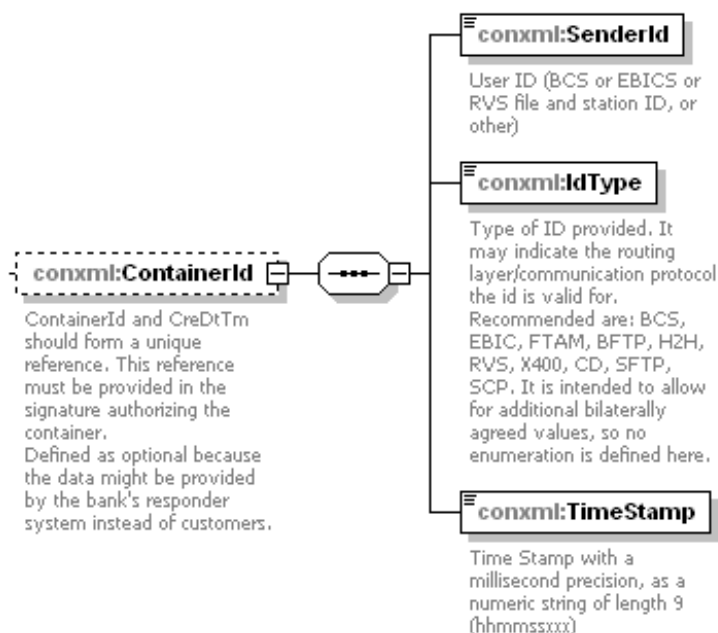 conxml:ContainerId
ContainerId and CreDtTm
should form a unique
reference. This reference
must be provided in the
signature authorizing the
container.
Defined as optional because
the data might be provided
by the bank's responder
system instead of customers.
conxml:SenderId
User ID (BCS or EBICS or
RVS file and station ID, or
other)
conxml:IdType
Type of ID provided. It
may indicate the routing
layer/communication protocol
the id is valid for.
Recommended are: BCS,
EBIC, FTAM, BFTP, H2H,
RVS, X400, CD, SFTP,
SCP. It is intended to allow
for additional bilaterally
agreed values, so no
enumeration is defined here.
conxml:TimeStamp
Time Stamp with a
millisecond precision, as a
numeric string of length 9
(hhmmssxxx)